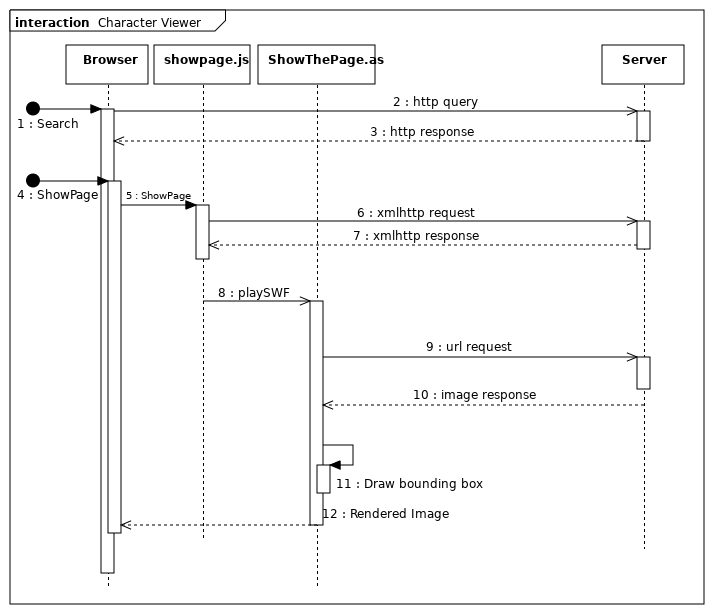 interaction Character Viewer
Browser
showpage.js
ShowThePage.as
Server
2 : http query
1 : Search
3 : http response
4 : ShowPage
5 : ShowPage
6 : xmlhttp request
7 : xmlhttp response
8 : playSWF
9 : url request
10 : image response
11 : Draw bounding box
12 : Rendered Image